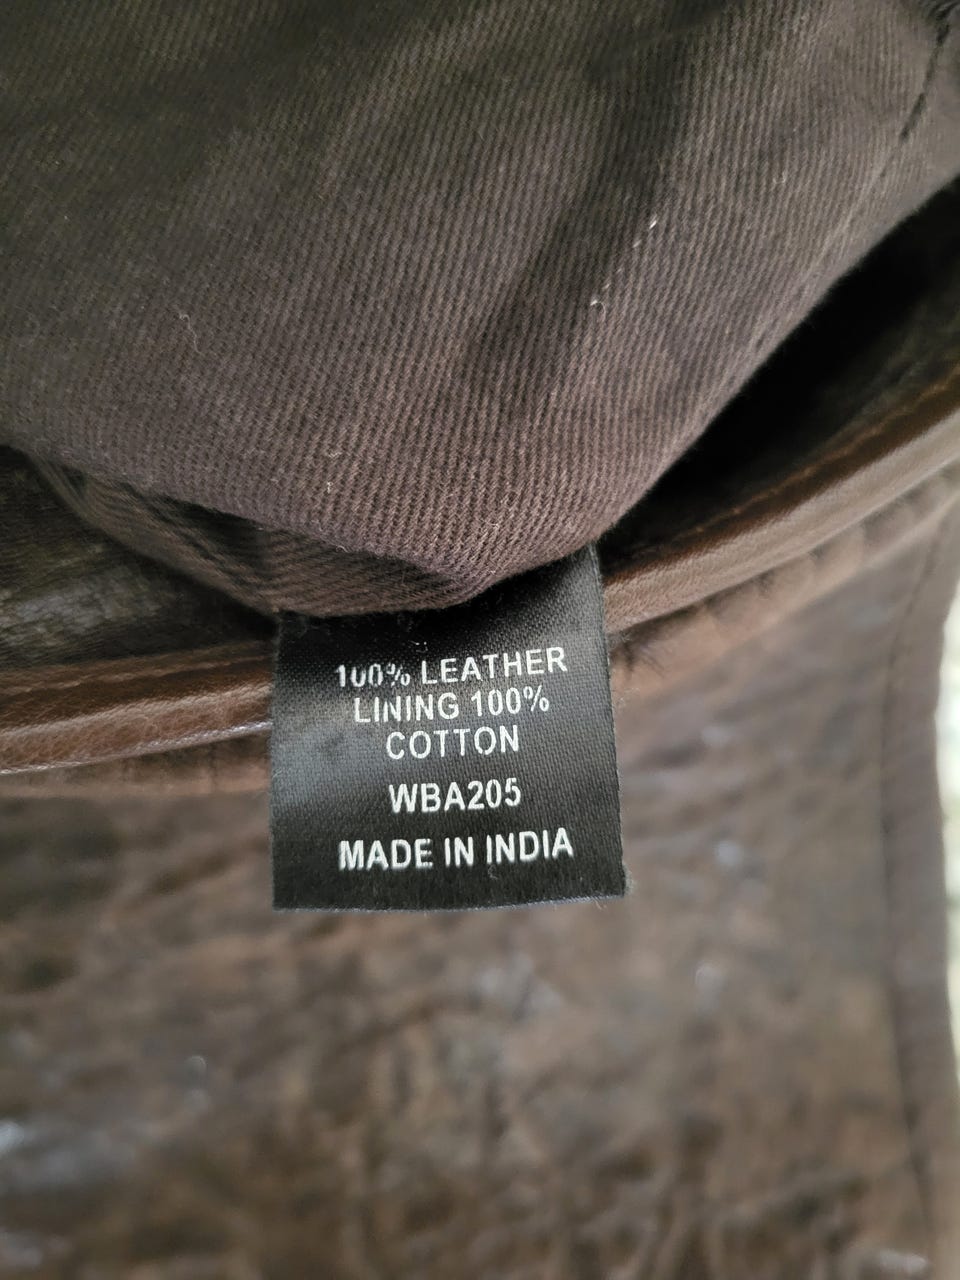 100% LEATHER
LINING 100%
COTTON
WBA205
MADE IN INDIA